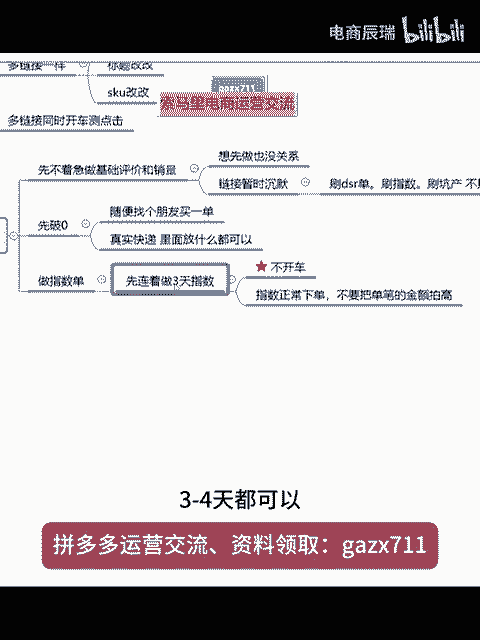 电商辰瑞 bilibili
多链接一样
标题改改
sku改改
gazx711
索马里电商运营交流
多链接同时开车测点击
先不着急做基础评价和销量
想先做也没关系
链接暂时沉默
刷dsr单。刷指数。刷坑产
先破0
随便找个朋友买一单
真实快递 里面放什么都可以
做指数单
先连着做3天指数
不开车
指数正常下单，不要把单笔的金额拍高
3-4天都可以
拼多多运营交流、资料领取：gazx711